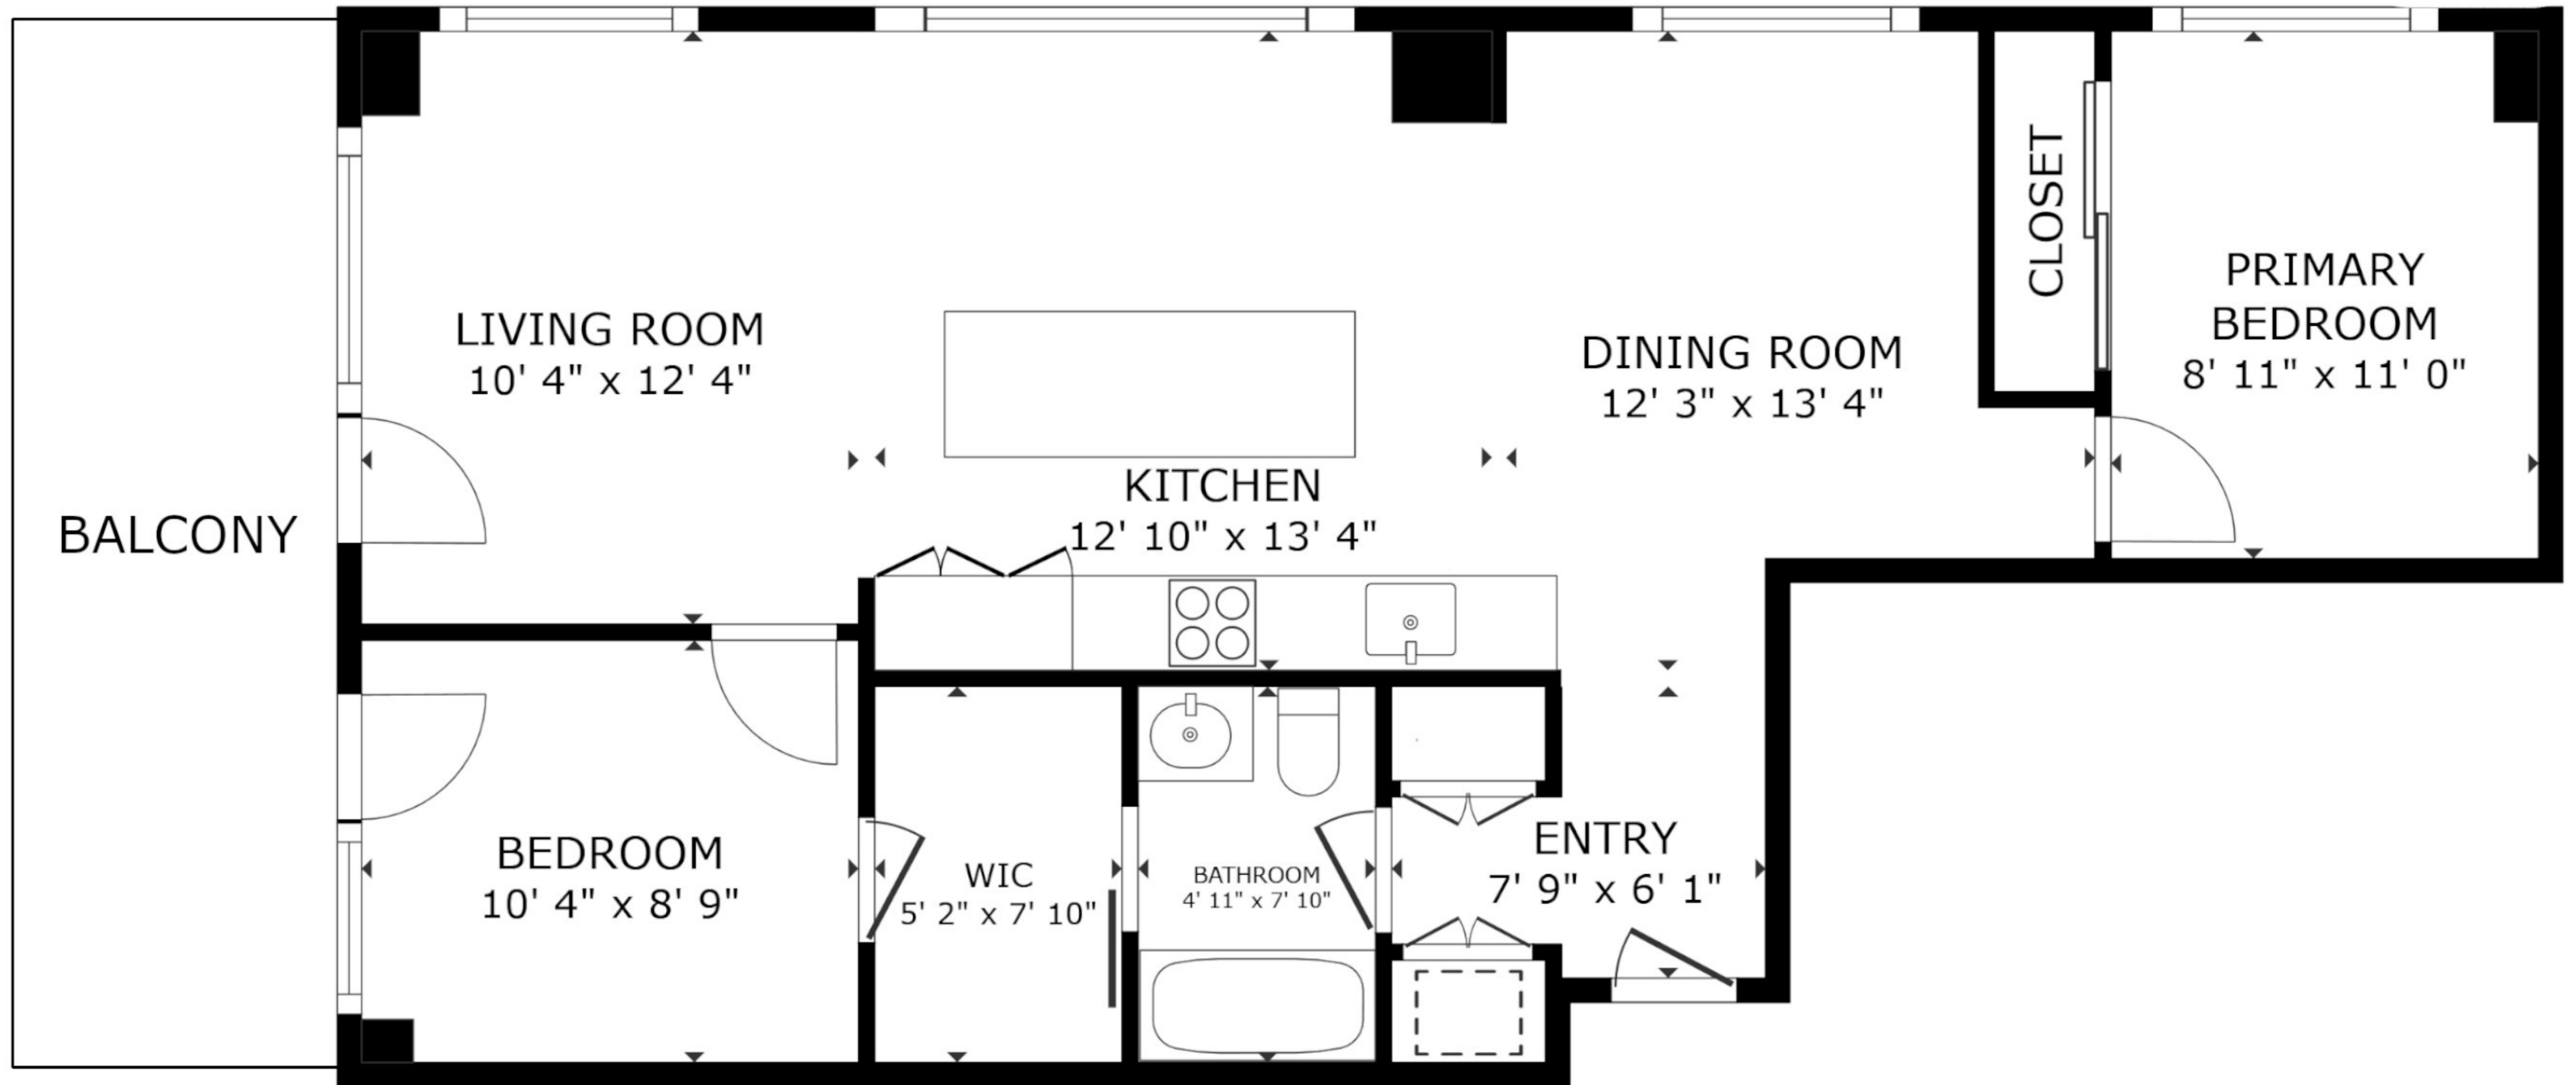 BALCONY
LIVING ROOM
10' 4" x 12' 4"
KITCHEN
12' 10" x 13' 4"
DINING ROOM
12' 3" x 13' 4"
CLOSET
PRIMARY
BEDROOM
8' 11" x 11' 0"
BEDROOM
10' 4" x 8' 9"
WIC
5' 2" x 7' 10"
BATHROOM
4' 11" x 7' 10"
ENTRY
7' 9" x 6' 1"